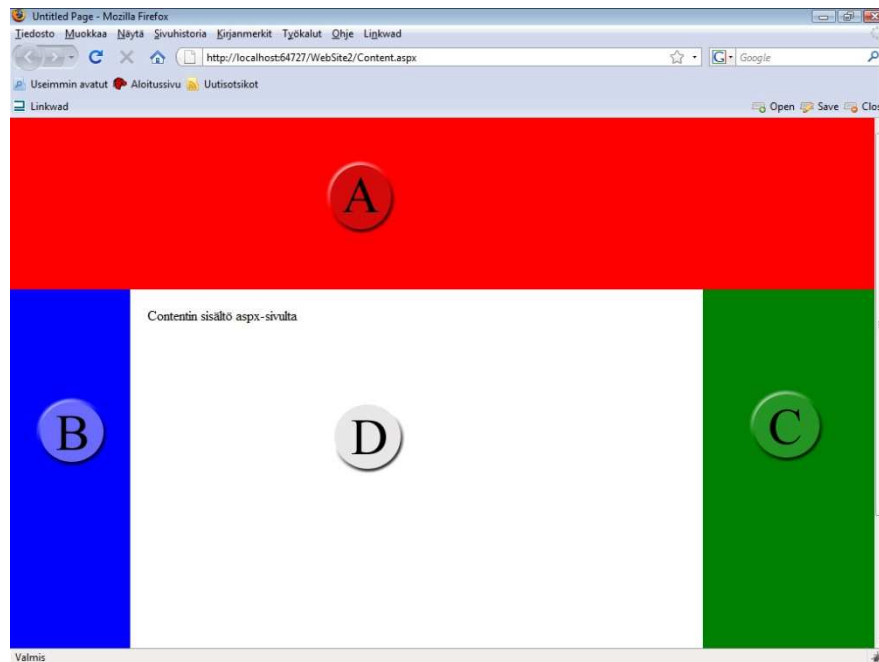 Untitled Page - Mozilla Firefox
Tiedosto Muokkaa Näytä Sivuhistoria Kirjanmerkit Työkalut Ohje Linkwad
http://localhost:64727/WebSite2/Content.aspx
G Google
Useimmin avatut Aloitussivu Uutisotsikot
Linkwad Open Save Clos
A
Contentin sisältö aspx-sivulta
B D C
Valmis